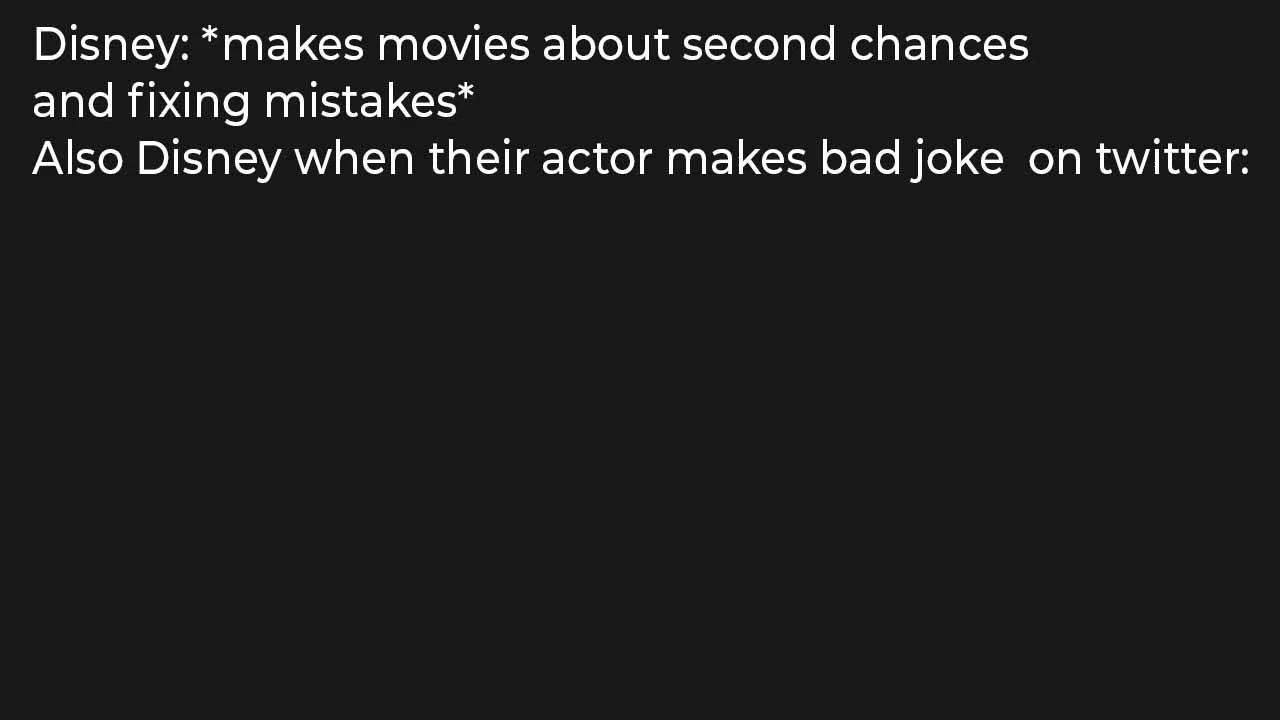 Disney: *makes movies about second chances
and fixing mistakes*
Also Disney when their actor makes bad joke  on twitter: